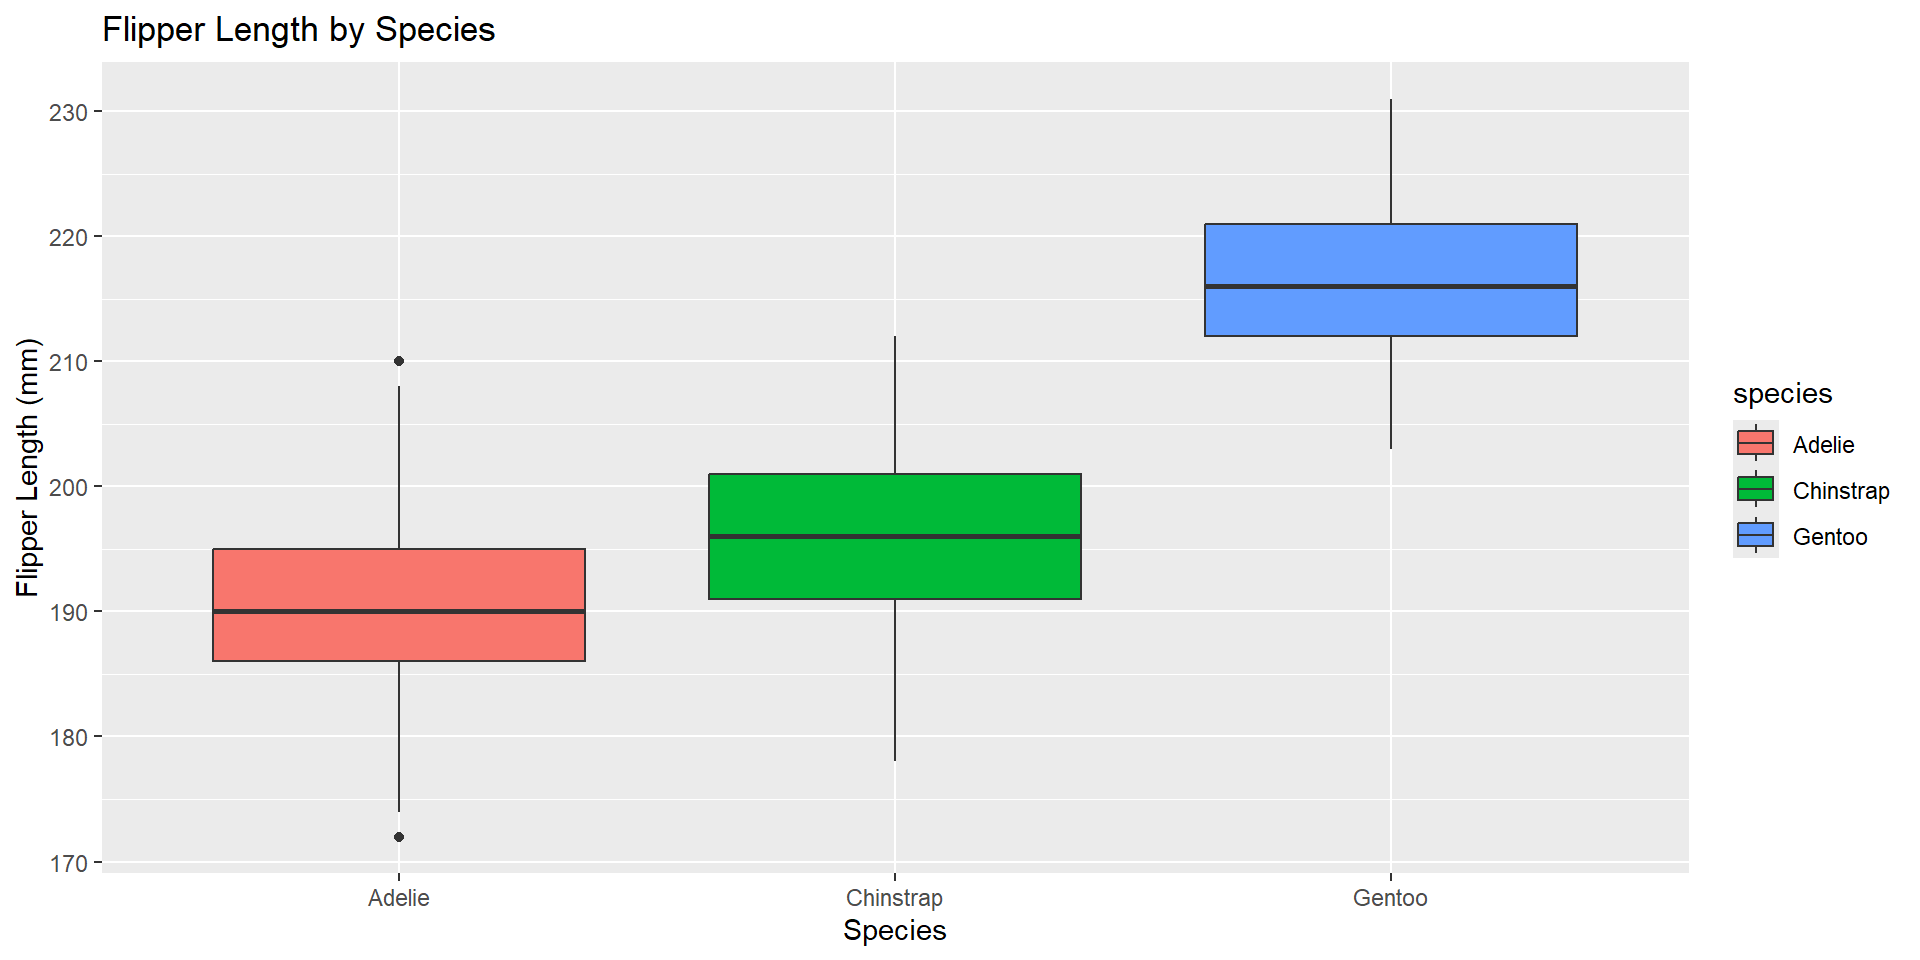 Flipper Length by Species
Flipper Length (mm)
230
220
210
200
190
180
170
Adelie
Chinstrap
Gentoo
Species
species
Adelie
Chinstrap
Gentoo